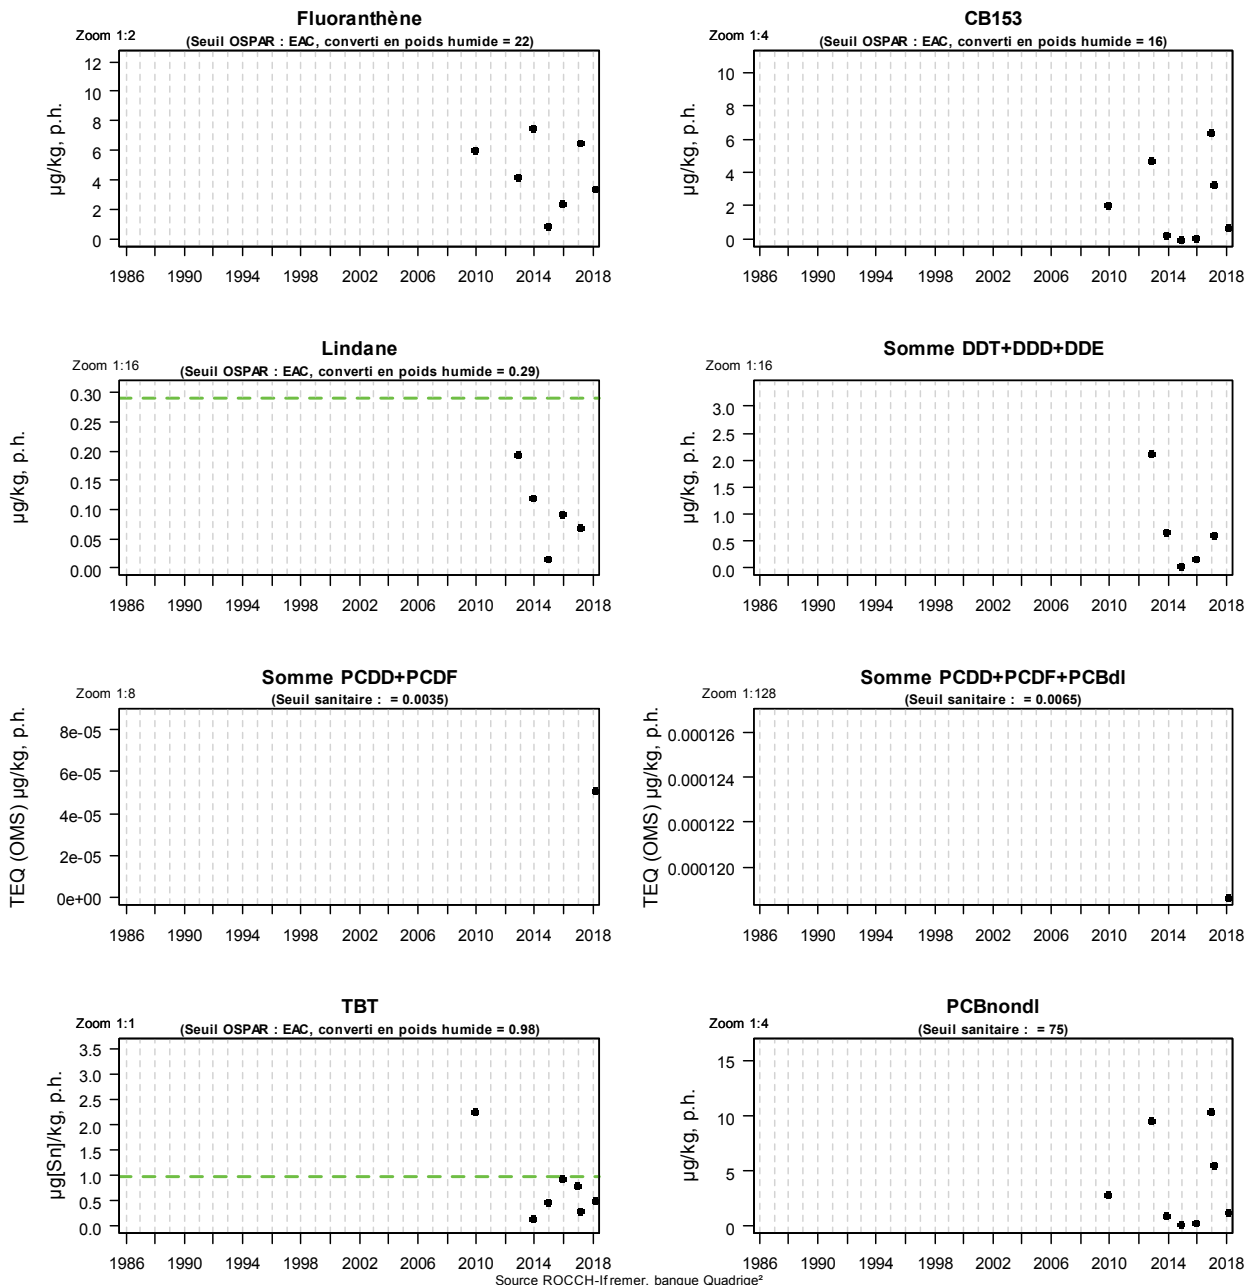 Fluoranthène
Zoom 1:2
(Seuil OSPAR : EAC, converti en poids humide = 22)
µg/kg, p.h.
12
10
8
6
4
2
0
1986 1990 1994 1998 2002 2006 2010 2014 2018
CB153
Zoom 1:4
(Seuil OSPAR : EAC, converti en poids humide = 16)
µg/kg, p.h.
10
8
6
4
2
0
1986 1990 1994 1998 2002 2006 2010 2014 2018
Lindane
Zoom 1:16
(Seuil OSPAR : EAC, converti en poids humide = 0.29)
µg/kg, p.h.
0.30
0.25
0.20
0.15
0.10
0.05
0.00
1986 1990 1994 1998 2002 2006 2010 2014 2018
Somme DDT+DDD+DDE
Zoom 1:16
µg/kg, p.h.
3.0
2.5
2.0
1.5
1.0
0.5
0.0
1986 1990 1994 1998 2002 2006 2010 2014 2018
Somme PCDD+PCDF
Zoom 1:8
(Seuil sanitaire : = 0.0035)
TEQ (OMS) µg/kg, p.h.
8e-05
6e-05
4e-05
2e-05
0e+00
1986 1990 1994 1998 2002 2006 2010 2014 2018
Somme PCDD+PCDF+PCBdl
Zoom 1:128
(Seuil sanitaire : = 0.0065)
TEQ (OMS) µg/kg, p.h.
0.000126
0.000124
0.000122
0.000120
1986 1990 1994 1998 2002 2006 2010 2014 2018
TBT
Zoom 1:1
(Seuil OSPAR : EAC, converti en poids humide = 0.98)
µg[Sn]/kg, p.h.
3.5
3.0
2.5
2.0
1.5
1.0
0.5
0.0
1986 1990 1994 1998 2002 2006 2010 2014 2018
PCBnondl
Zoom 1:4
(Seuil sanitaire : = 75)
µg/kg, p.h.
15
10
5
0
1986 1990 1994 1998 2002 2006 2010 2014 2018
Source ROCCH-Ifremer, banque Quadrige²